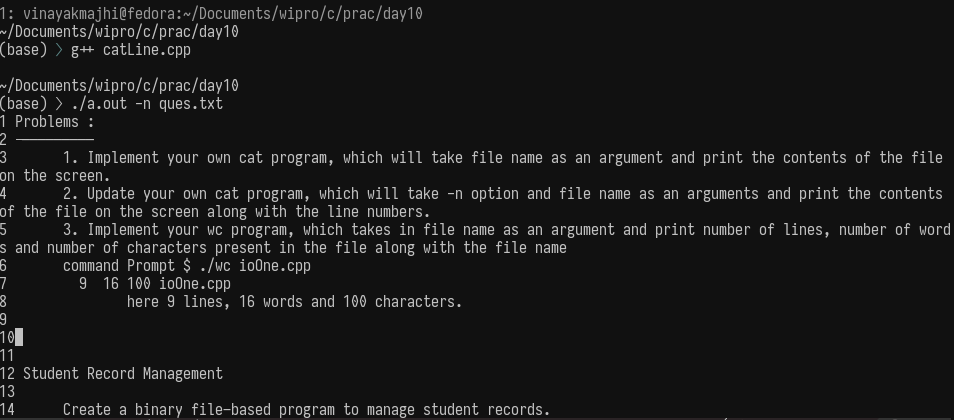 1: vinayakmajhi@fedora:~/Documents/wipro/c/prac/day10
~/Documents/wipro/c/prac/day10
(base) > g++ catLine.cpp
~/Documents/wipro/c/prac/day10
(base) > ./a.out -n ques.txt
1 Problems :
2 ----------
3       1. Implement your own cat program, which will take file name as an argument and print the contents of the file
on the screen.
4       2. Update your own cat program, which will take -n option and file name as an arguments and print the contents
of the file on the screen along with the line numbers.
5       3. Implement your wc program, which takes in file name as an argument and print number of lines, number of word
s and number of characters present in the file along with the file name
6       command Prompt $ ./wc ioOne.cpp
7         9  16 100 ioOne.cpp
8               here 9 lines, 16 words and 100 characters.
9
10
11
12 Student Record Management
13
14      Create a binary file-based program to manage student records.